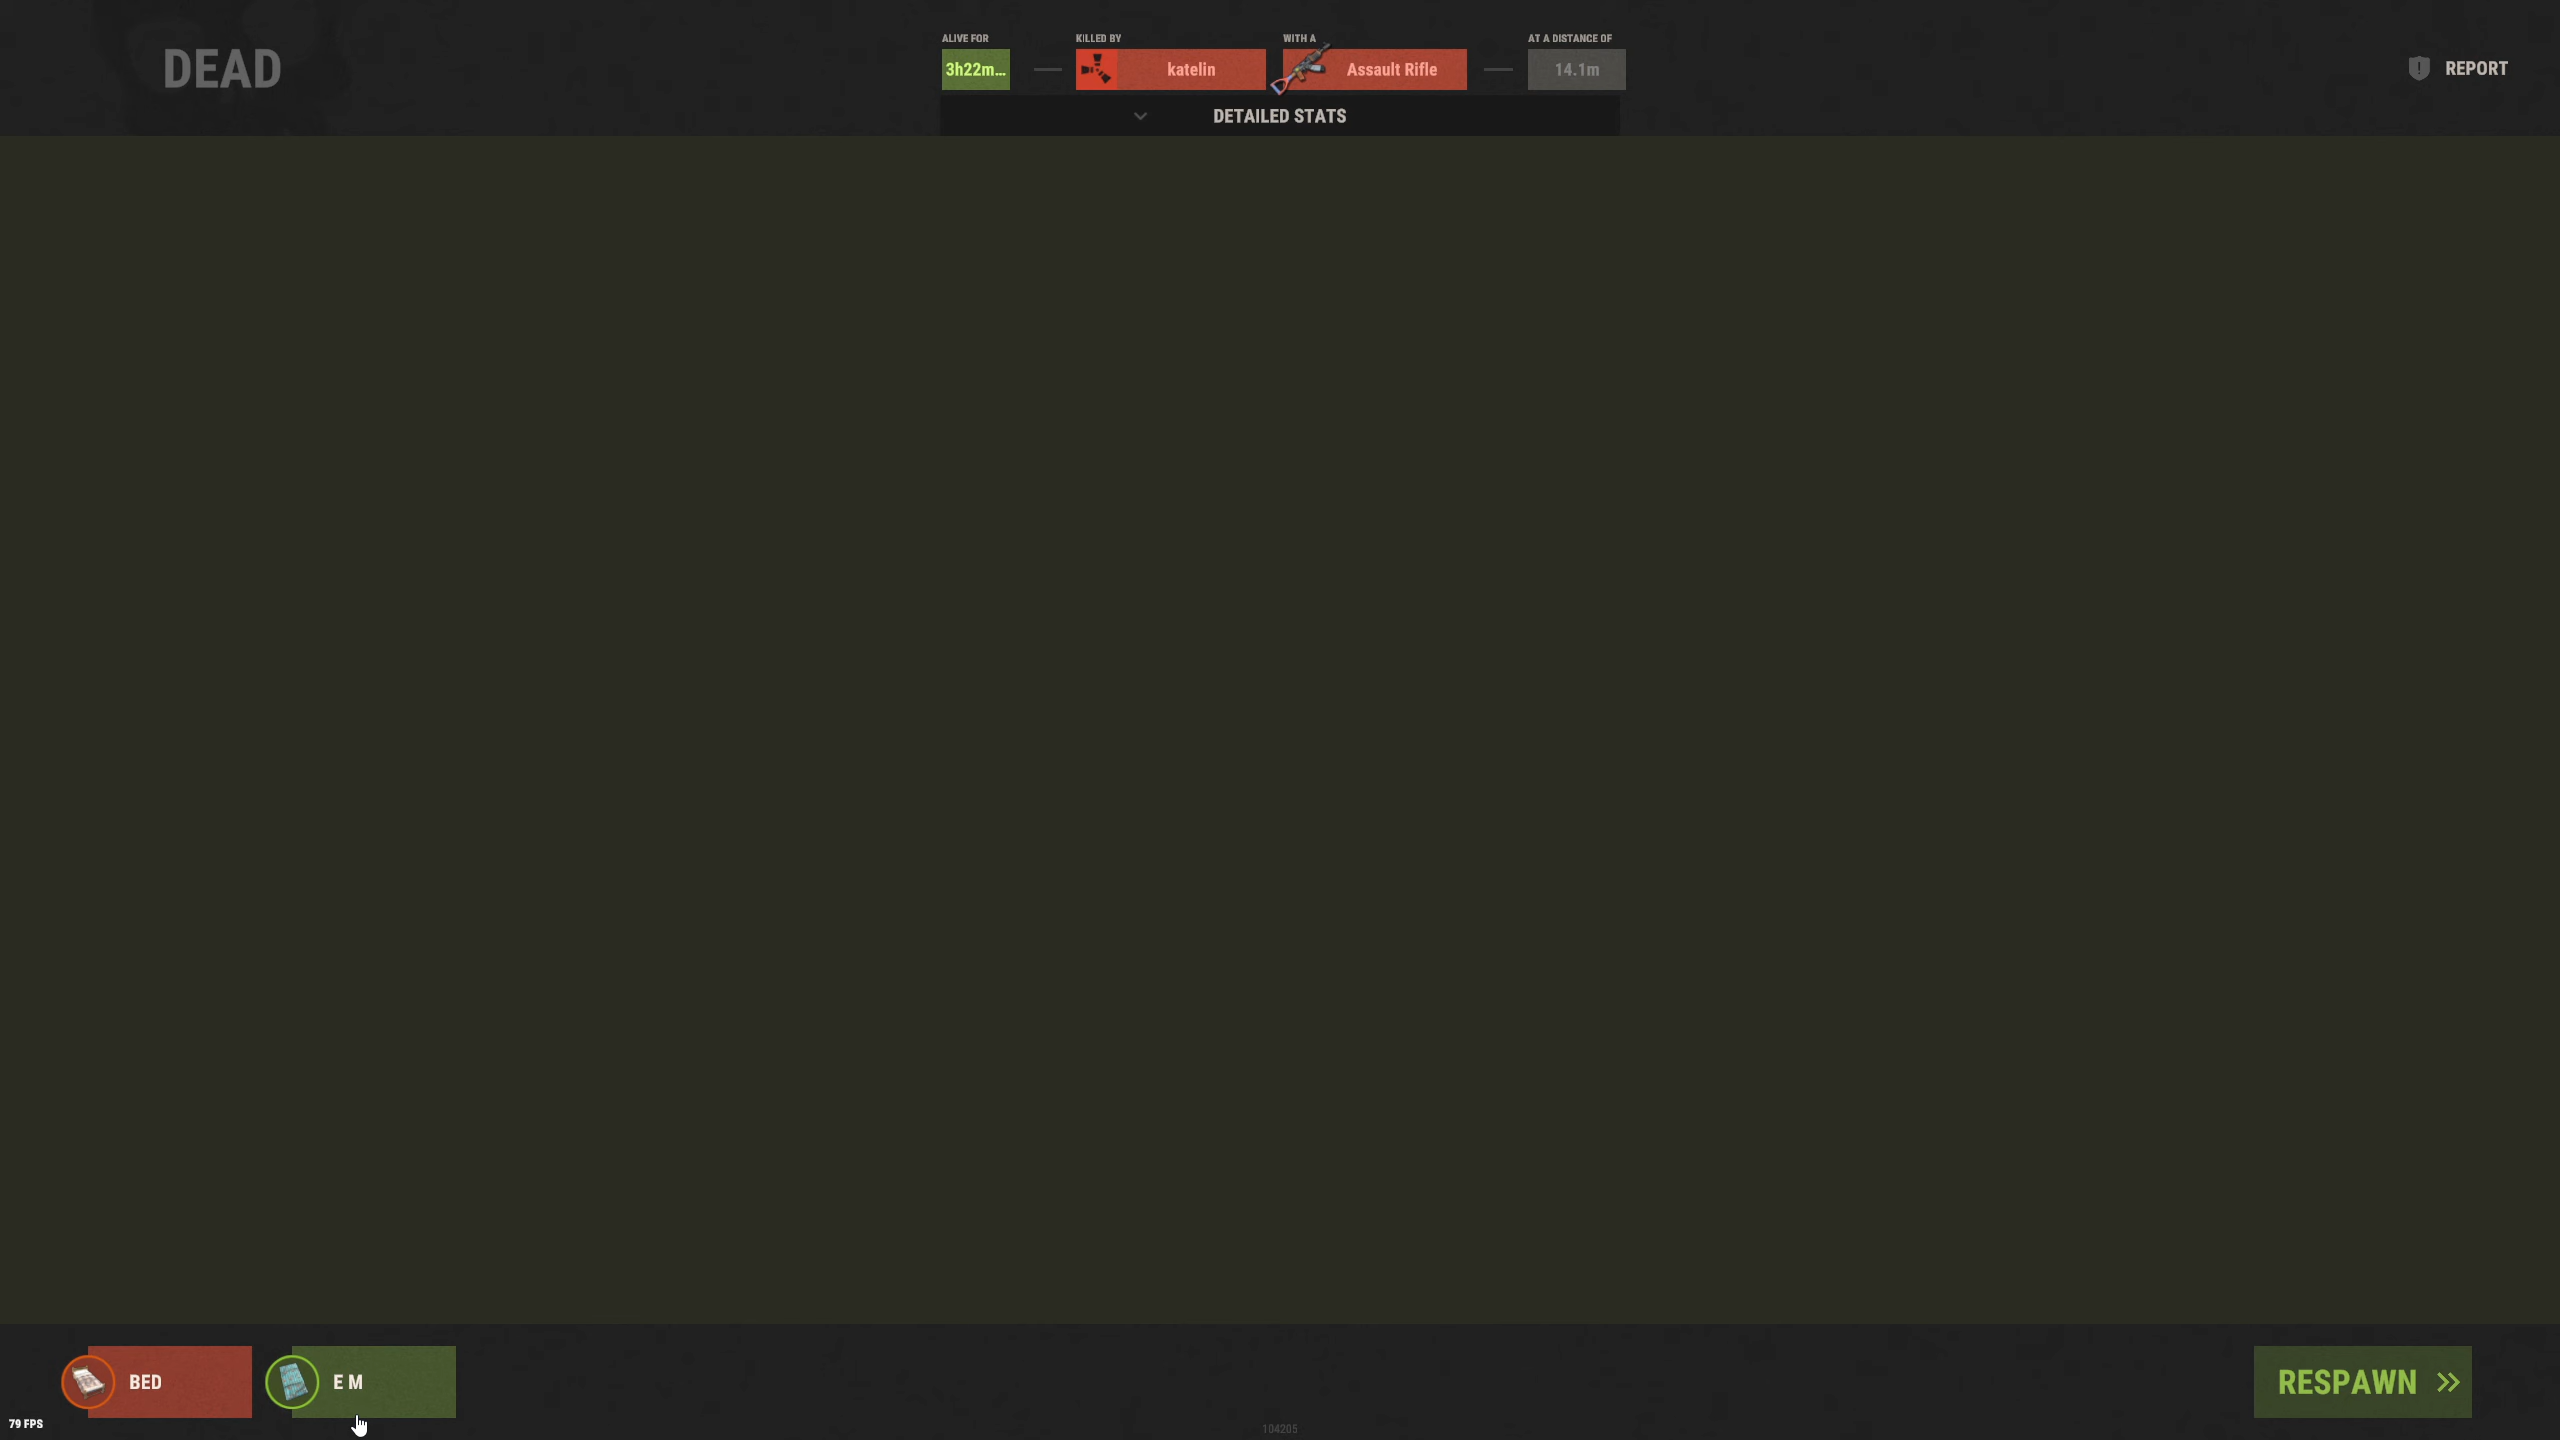 DEAD
ALIVE FOR
3h22m...
KILLED BY
katelin
WITH A
Assault Rifle
AT A DISTANCE OF
14.1m
REPORT
DETAILED STATS
BED
E M
RESPAWN
79 FPS
104205